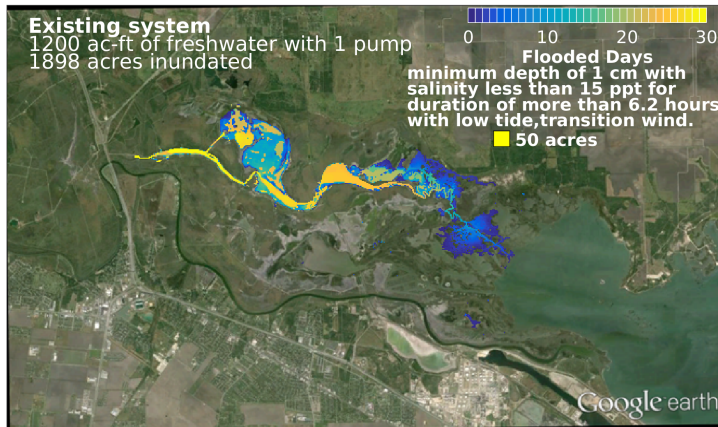 Existing system
1200 ac-ft of freshwater with 1 pump
1898 acres inundated
0 10 20 30
Flooded Days
minimum depth of 1 cm with
salinity less than 15 ppt for
duration of more than 6.2 hours
with low tide,transition wind.
50 acres
Google earth